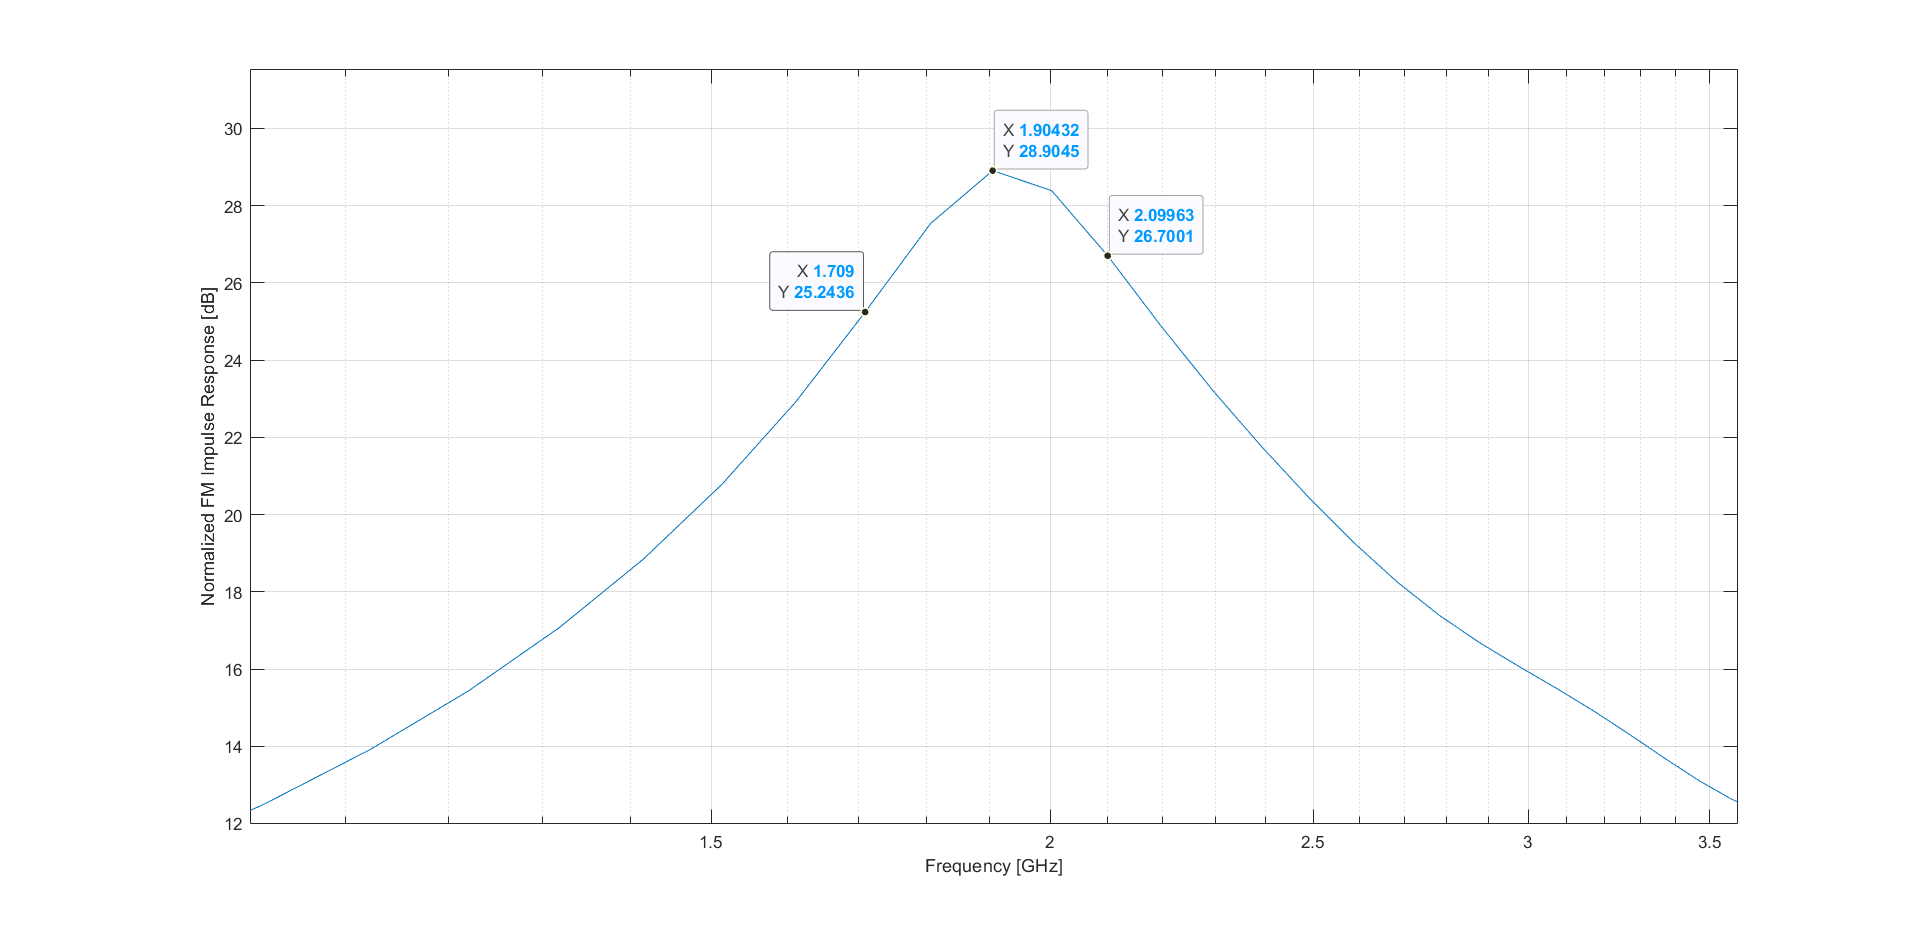 30
28
26
24
22
20
18
16
14
12
Normalized FM Impulse Response [dB]
X 1.90432
Y 28.9045
X 2.09963
Y 26.7001
X 1.709
Y 25.2436
1.5
2
2.5
3
3.5
Frequency [GHz]